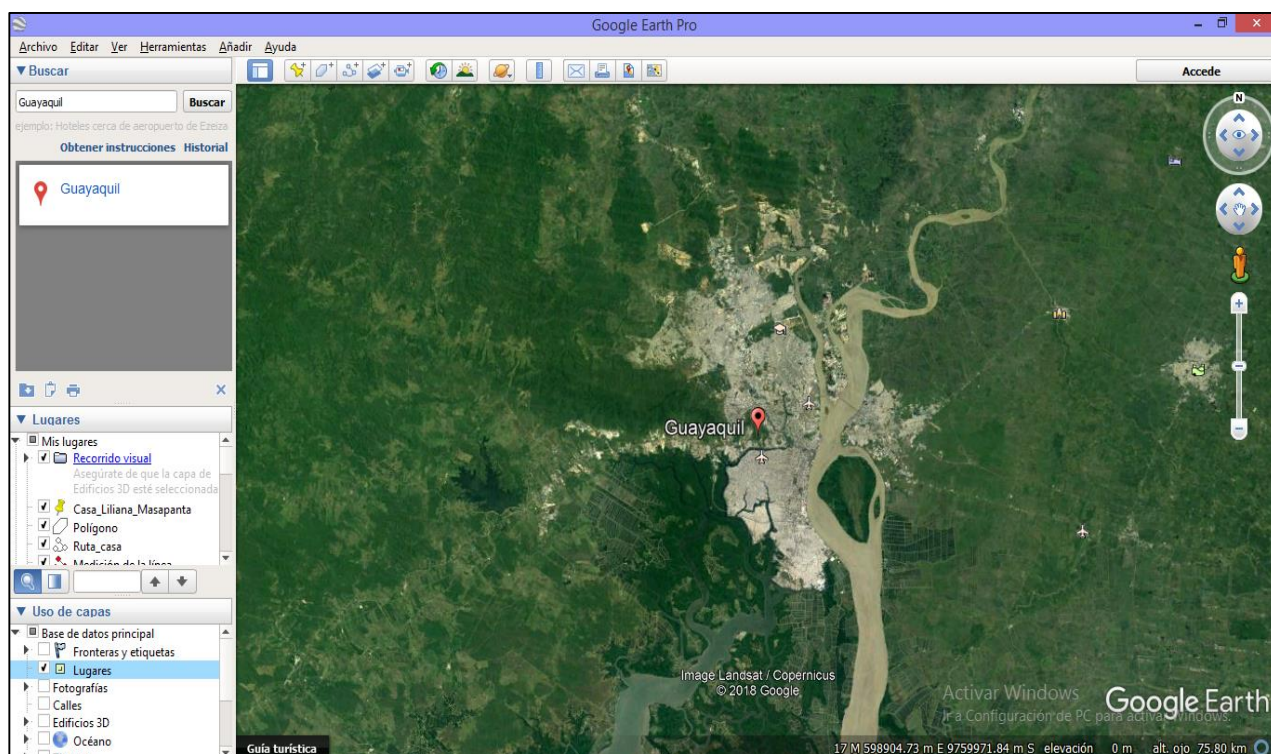 Google Earth Pro
Archivo Editar Ver Herramientas Añadir Ayuda
Buscar
Accede
Guayaquil
Buscar
ejemplo: Hoteles cerca de aeropuerto de Ezeiza
Obtener instrucciones Historial
Guayaquil
Lugares
Mis lugares
Recorrido visual
Asegúrate de que la capa de
Edificios 3D esté seleccionada
Casa_Liliana_Masapanta
Polígono
Ruta_casa
Medición de la línea
Uso de capas
Base de datos principal
Fronteras y etiquetas
Lugares
Fotografías
Calles
Edificios 3D
Océano
N
Guayaquil
Image Landsat / Copernicus
© 2018 Google
Activar Windows
Ir a Configuración de PC para activar Windows.
Google Earth
Guía turística
17 M 598904.73 m E 9759971.84 m S elevación 0 m alt. ojo 75.80 km